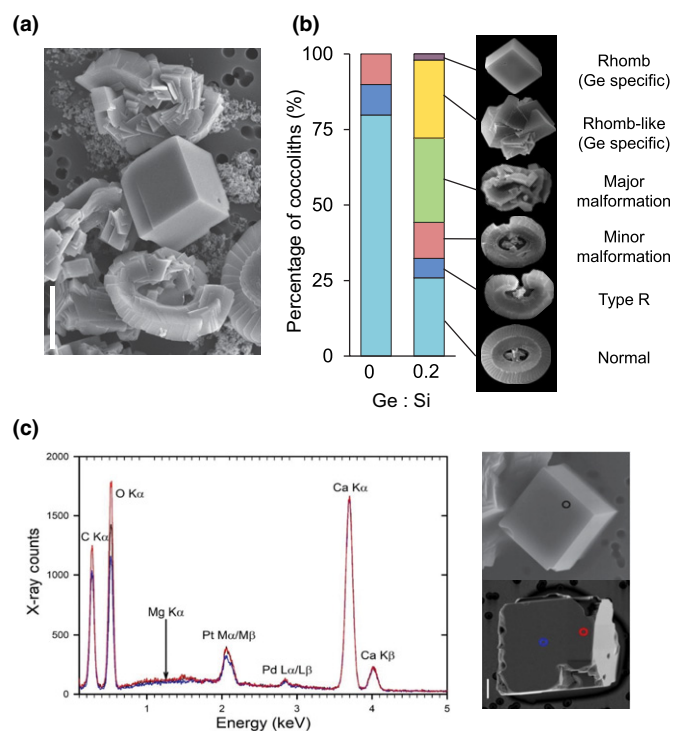 (a)
(b)
100
75
50
25
0
Percentage of coccoliths (%)
0
0.2
Ge : Si
Rhomb
(Ge specific)
Rhomb-like
(Ge specific)
Major
malformation
Minor
malformation
Type R
Normal
(c)
2000
1500
1000
500
0
X-ray counts
C Kα
O Kα
Mg Kα
Pt Mα/Mβ
Pd Lα/Lβ
Ca Kα
Ca Kβ
1
2
3
4
5
Energy (keV)